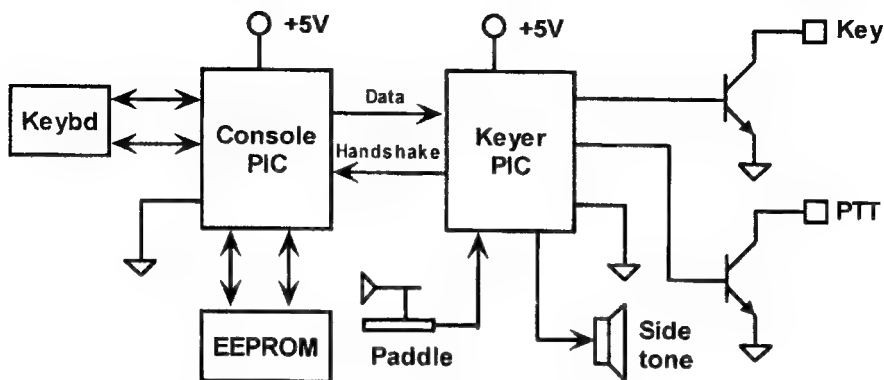 +5V
+5V
Key
Keybd
Console
PIC
Data
Handshake
Keyer
PIC
PTT
EEPROM
Paddle
Side
tone